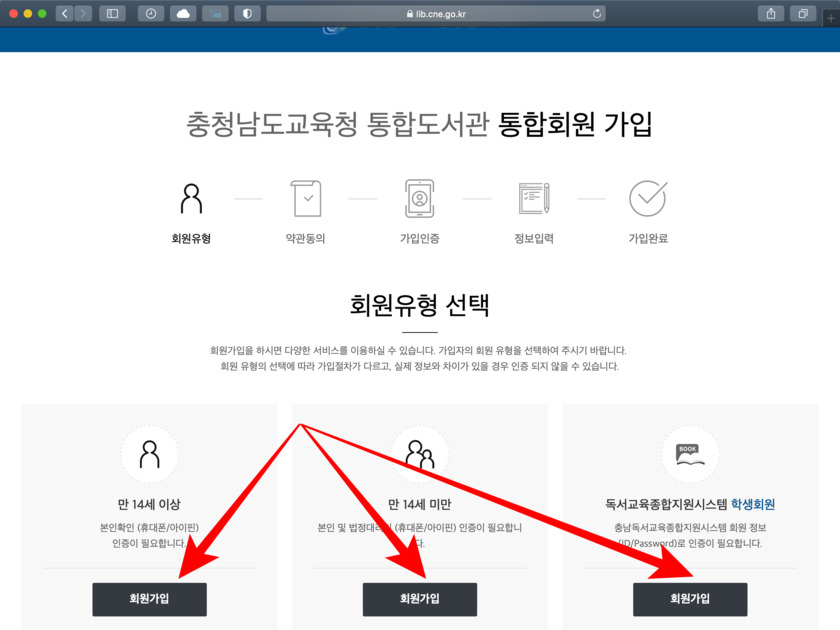 lib.cne.go.kr
충청남도교육청 통합도서관 통합회원 가입
회원유형
약관동의
가입인증
정보입력
가입완료
회원유형 선택
회원가입을 하시면 다양한 서비스를 이용하실 수 있습니다. 가입자의 회원 유형을 선택하여 주시기 바랍니다.
회원 유형의 선택에 따라 가입절차가 다르고, 실제 정보와 차이가 있을 경우 인증 되지 않을 수 있습니다.
만 14세 이상
본인확인 (휴대폰/아이핀)
인증이 필요합니다.
회원가입
만 14세 미만
본인 및 법정대리 (휴대폰/아이핀) 인증이 필요합니
다.
회원가입
BOOK
독서교육종합지원시스템 학생회원
충남독서교육종합지원시스템 회원 정보
(ID/Password)로 인증이 필요합니다.
회원가입